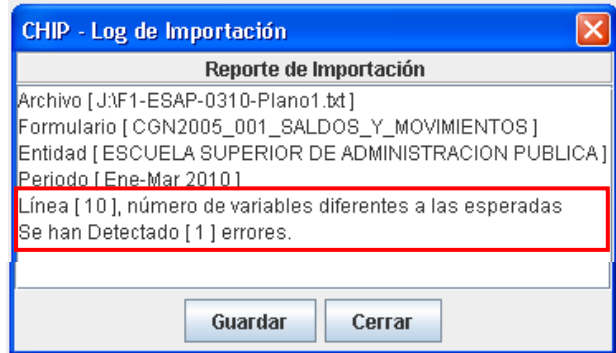 CHIP - Log de Importación
Reporte de Importación
Archivo [ J:\F1-ESAP-0310-Plano1.txt ]
Formulario [ CGN2005_001_SALDOS_Y_MOVIMIENTOS ]
Entidad [ ESCUELA SUPERIOR DE ADMINISTRACION PUBLICA ]
Periodo [ Ene-Mar 2010 ]
Línea [ 10 ], número de variables diferentes a las esperadas
Se han Detectado [ 1 ] errores.
Guardar Cerrar